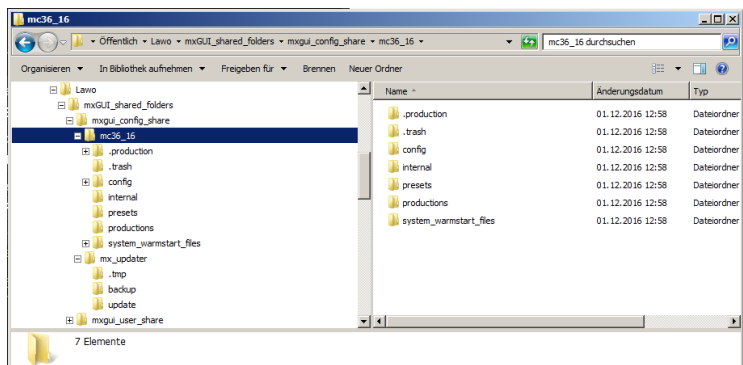 mc36_16
Öffentlich Lawo mxGUI_shared_folders mxgui_config_share mc36_16
mc36_16 durchsuchen
Organisieren In Bibliothek aufnehmen Freigeben für Brennen Neuer Ordner
Lawo
mxGUI_shared_folders
mxgui_config_share
mc36_16
.production
.trash
config
internal
presets
productions
system_warmstart_files
mx_updater
.tmp
backup
update
mxgui_user_share
Name Änderungsdatum Typ
.production 01.12.2016 12:58 Dateiordner
.trash 01.12.2016 12:58 Dateiordner
config 01.12.2016 12:58 Dateiordner
internal 01.12.2016 12:58 Dateiordner
presets 01.12.2016 12:58 Dateiordner
productions 01.12.2016 12:58 Dateiordner
system_warmstart_files 01.12.2016 12:58 Dateiordner
7 Elemente